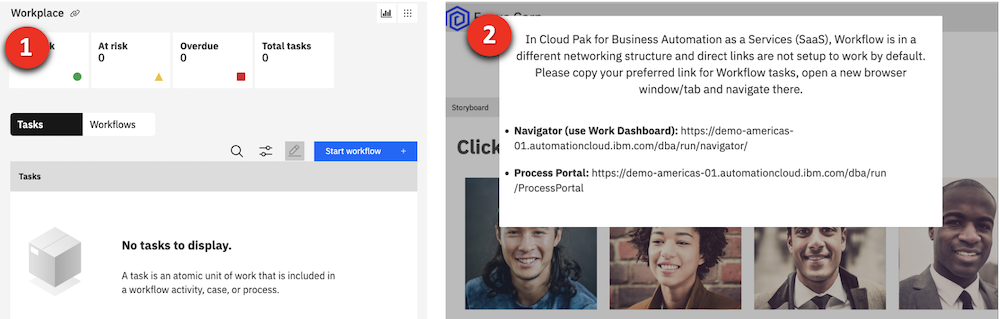 Workplace
1
At risk
Overdue
Total tasks
0
0
0
Tasks
Workflows
Start workflow +
Tasks
No tasks to display.
A task is an atomic unit of work that is included in
a workflow activity, case, or process.
2
In Cloud Pak for Business Automation as a Services (SaaS), Workflow is in a
different networking structure and direct links are not setup to work by default.
Please copy your preferred link for Workflow tasks, open a new browser
window/tab and navigate there.
• Navigator (use Work Dashboard): https://demo-americas-
01.automationcloud.ibm.com/dba/run/navigator/
• Process Portal: https://demo-americas-01.automationcloud.ibm.com/dba/run
/ProcessPortal
Storyboard
Click